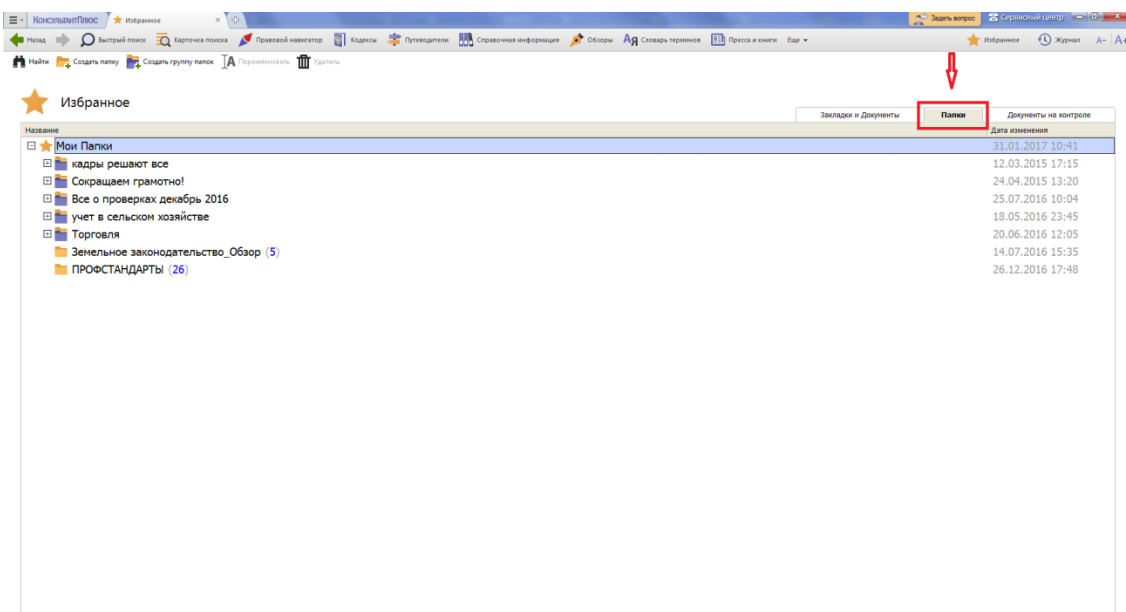 КонсультантПлюс Избранное Задать вопрос Сервисный центр
Назад Быстрый поиск Карточка поиска Правовой навигатор Кодексы Путеводители Справочная информация Обзоры Словарь терминов Пресса и книги Еще Избранное Журнал А- А+
Найти Создать папку Создать группу папок Переименовать Удалить
Избранное
Закладки и Документы Папки Документы на контроле
Название Дата изменения
Мои Папки 31.01.2017 10:41
кадры решают все 12.03.2015 17:15
Сокращаем грамотно! 24.04.2015 13:20
Все о проверках декабрь 2016 25.07.2016 10:04
учет в сельском хозяйстве 18.05.2016 23:45
Торговля 20.06.2016 12:05
Земельное законодательство_Обзор (5) 14.07.2016 15:35
ПРОФСТАНДАРТЫ (26) 26.12.2016 17:48